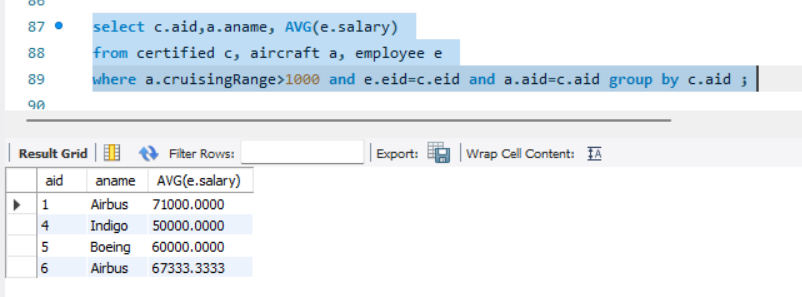 86
87 select c.aid,a.aname, AVG(e.salary)
88 from certified c, aircraft a, employee e
89 where a.cruisingRange>1000 and e.eid=c.eid and a.aid=c.aid group by c.aid ;
90
Result Grid Filter Rows: Export: Wrap Cell Content: IA
aid aname AVG(e.salary)
1 Airbus 71000.0000
4 Indigo 50000.0000
5 Boeing 60000.0000
6 Airbus 67333.3333